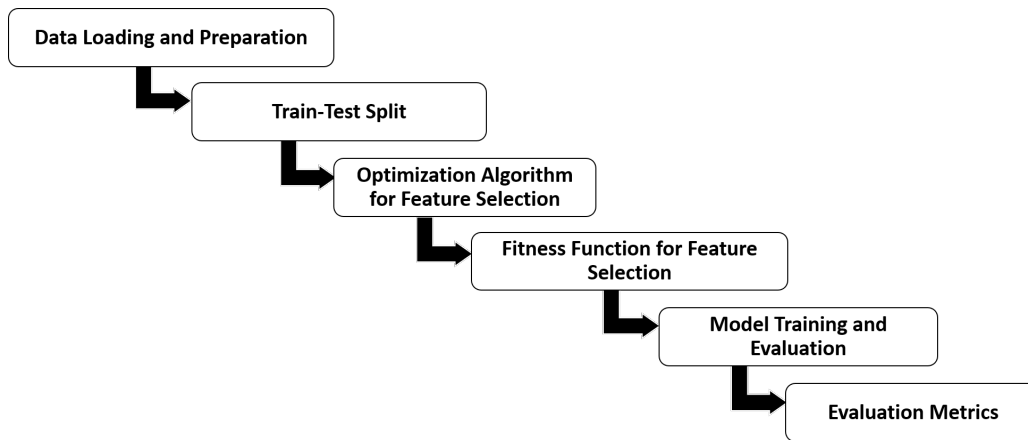 Data Loading and Preparation
Train-Test Split
Optimization Algorithm
for Feature Selection
Fitness Function for Feature
Selection
Model Training and
Evaluation
Evaluation Metrics